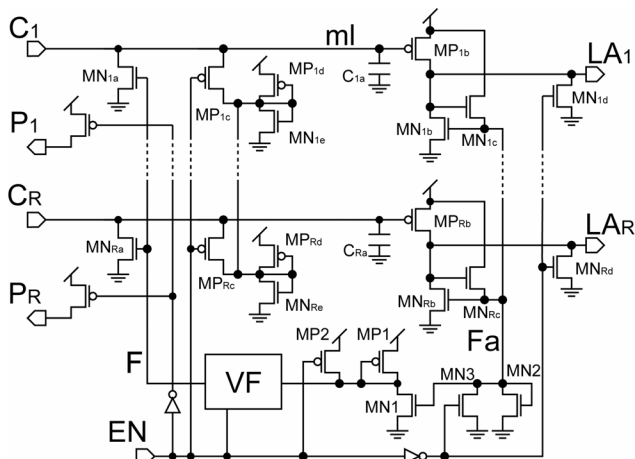 C1 ml LA1
MN1a MP1b
MP1d
C1a
MP1c MN1d
P1
MN1e MN1b MN1c
CR LAR
MNRa MPRb
MPRd
CRa
MPRc MNRd
PR
MNRe MNRb MNRc
Fa
MP2 MP1
F VF MN3 MN2
MN1
EN